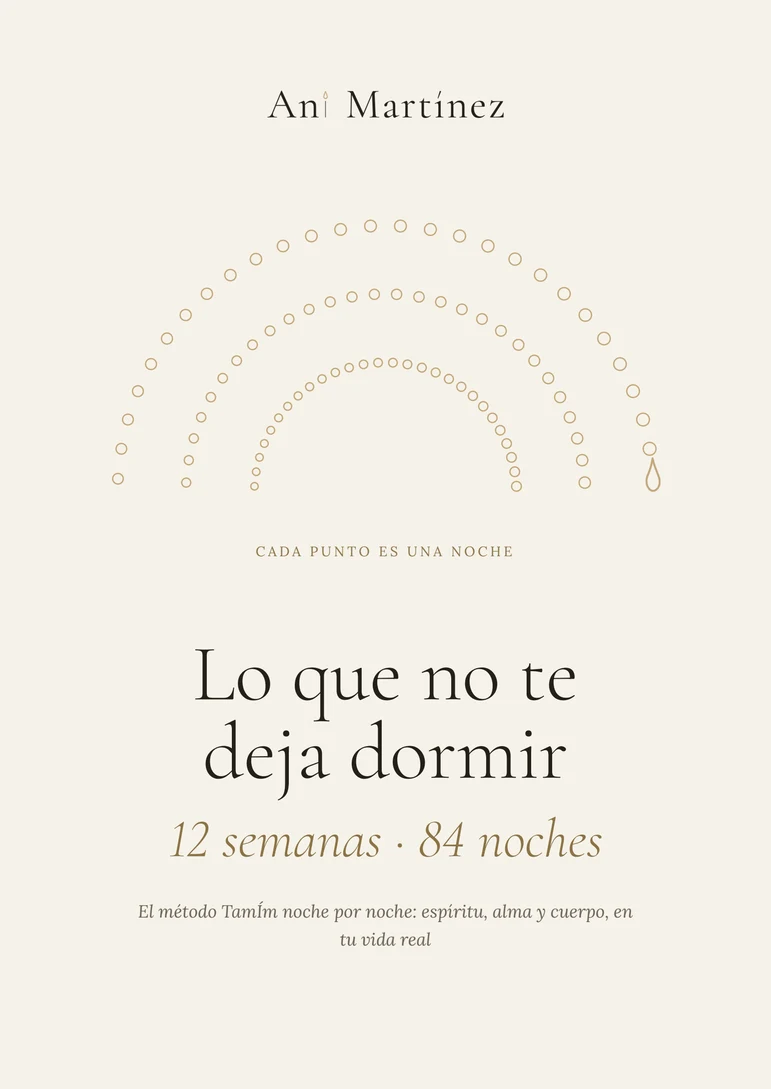 Ani Martínez
CADA PUNTO ES UNA NOCHE
Lo que no te
deja dormir
12 semanas · 84 noches
El método TamÍm noche por noche: espíritu, alma y cuerpo, en
tu vida real